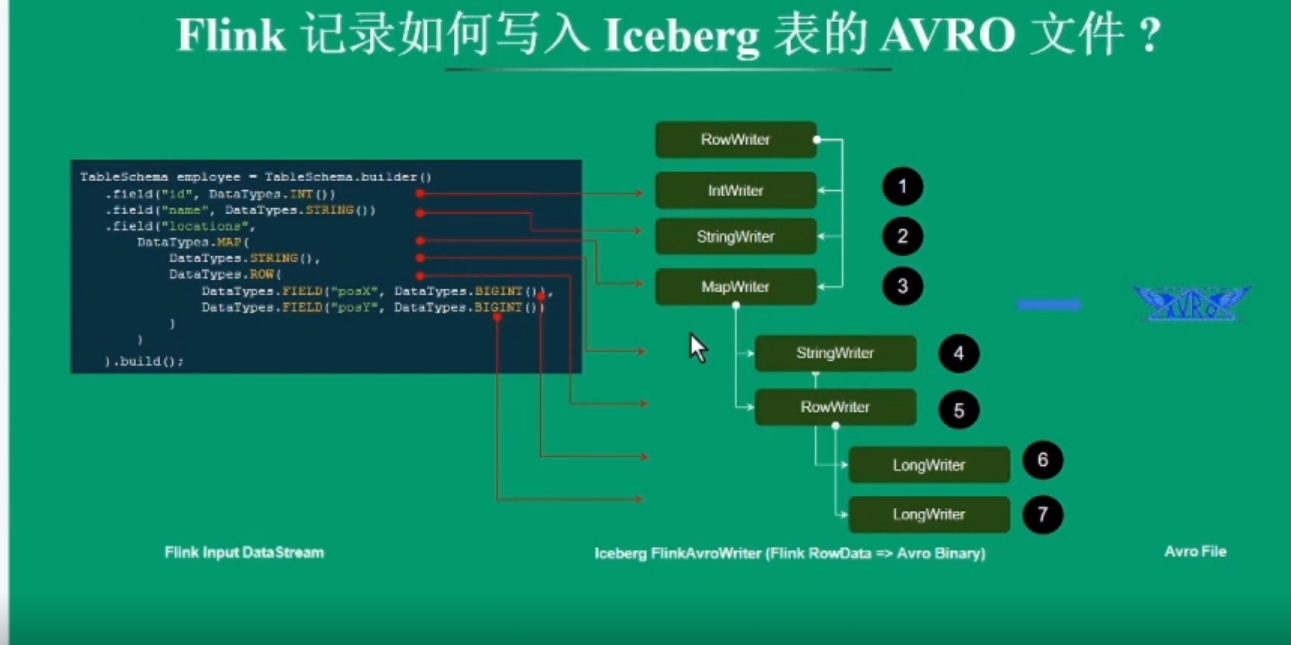 Flink 记录如何写入 Iceberg 表的 AVRO 文件？
TableSchema employee = TableSchema.builder()
.field("id", DataTypes.INT())
.field("name", DataTypes.STRING())
.field("locations",
DataTypes.MAP(
DataTypes.STRING(),
DataTypes.ROW(
DataTypes.FIELD("posX", DataTypes.BIGINT()),
DataTypes.FIELD("posY", DataTypes.BIGINT())
)
)
).build();
Flink Input DataStream
RowWriter
IntWriter
1
StringWriter
2
MapWriter
3
StringWriter
4
RowWriter
5
LongWriter
6
LongWriter
7
Iceberg FlinkAvroWriter (Flink RowData => Avro Binary)
AVRO
Avro File